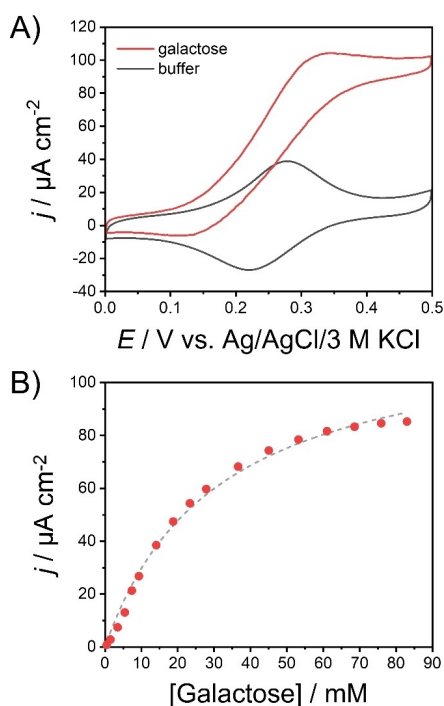 A)
galactose
buffer
j / µA cm⁻²
120
100
80
60
40
20
0
-20
-40
0.0 0.1 0.2 0.3 0.4 0.5
E / V vs. Ag/AgCl/3 M KCl
B)
j / µA cm⁻²
100
80
60
40
20
0
0 10 20 30 40 50 60 70 80 90
[Galactose] / mM